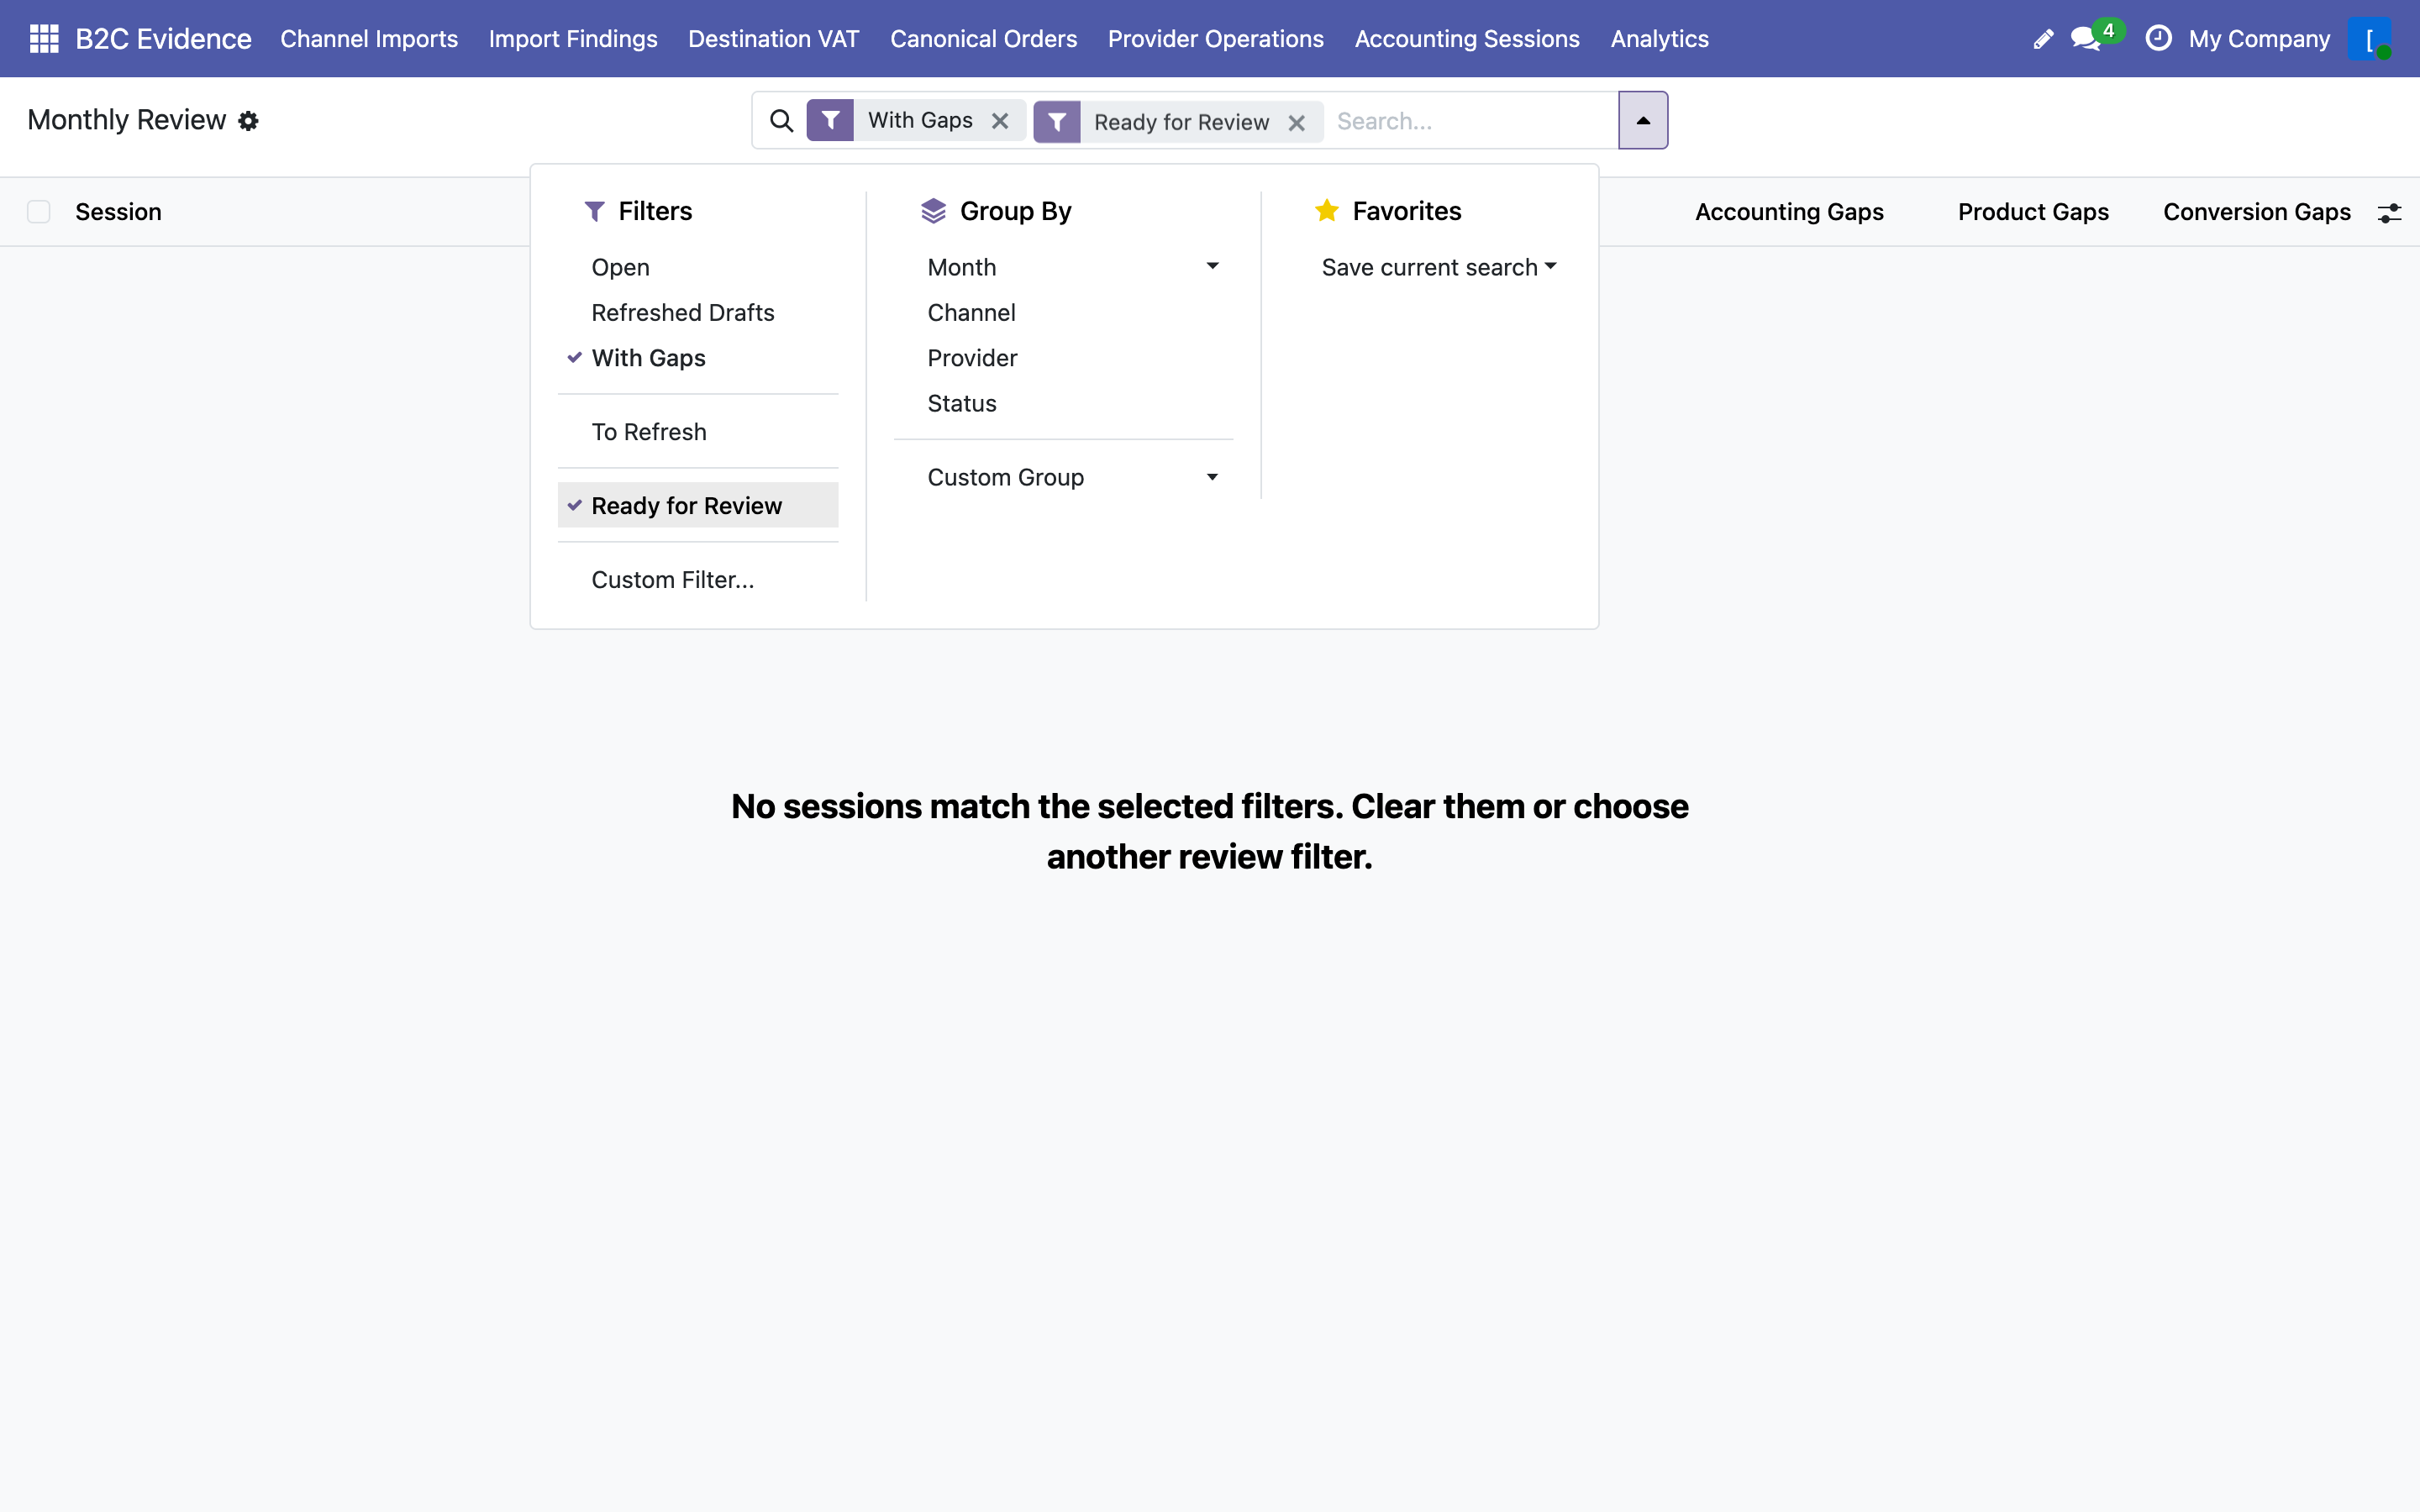 B2C Evidence Channel Imports Import Findings Destination VAT Canonical Orders Provider Operations Accounting Sessions Analytics 4 My Company [
Monthly Review With Gaps Ready for Review Search...
Session Accounting Gaps Product Gaps Conversion Gaps
Filters
Open
Refreshed Drafts
With Gaps
To Refresh
Ready for Review
Custom Filter...
Group By
Month
Channel
Provider
Status
Custom Group
Favorites
Save current search
No sessions match the selected filters. Clear them or choose
another review filter.